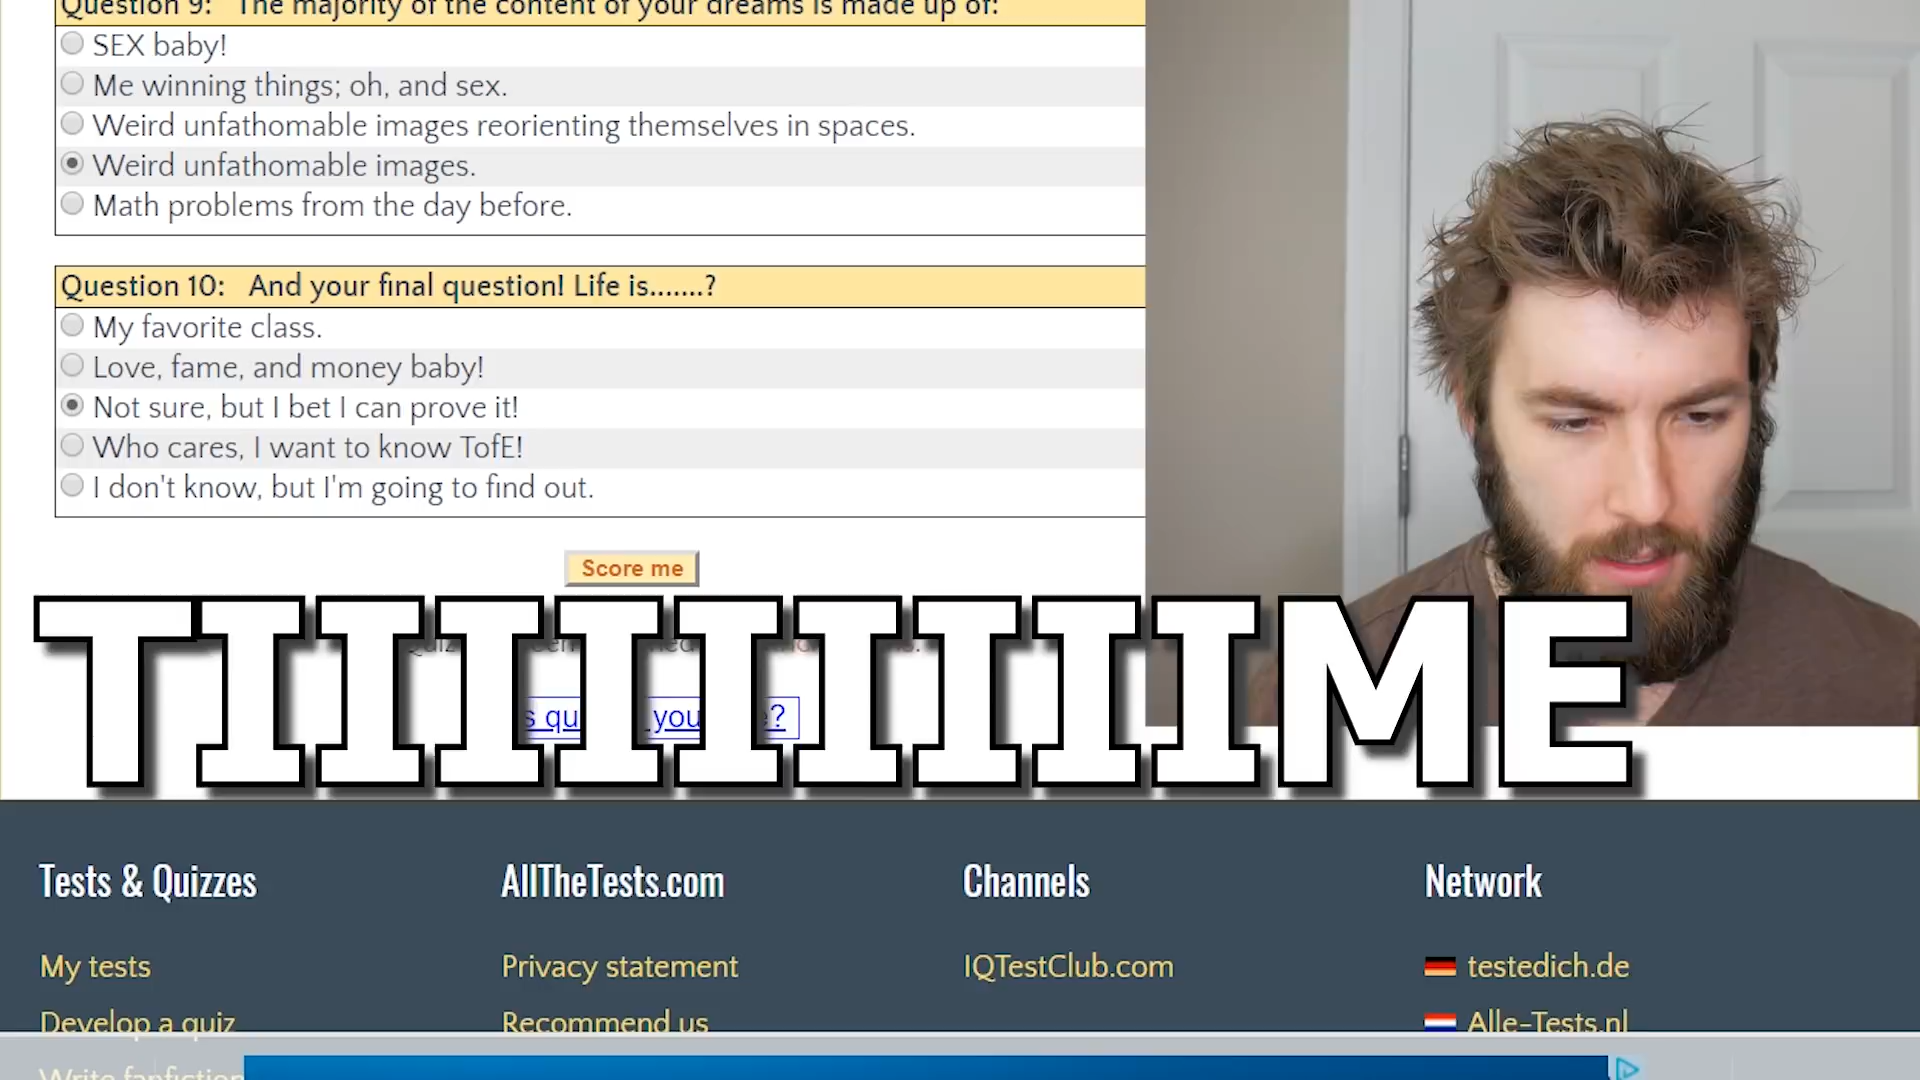 Question 9: The majority of the content of your dreams is made up of:
SEX baby!
Me winning things; oh, and sex.
Weird unfathomable images reorienting themselves in spaces.
Weird unfathomable images.
Math problems from the day before.
Question 10: And your final question! Life is.......?
My favorite class.
Love, fame, and money baby!
Not sure, but I bet I can prove it!
Who cares, I want to know TofE!
I don't know, but I'm going to find out.
Score me
TIIIIIIIIIME
you
Tests & Quizzes
AllTheTests.com
Channels
Network
My tests
Privacy statement
IQTestClub.com
testedich.de
Develop a quiz
Recommend us
Alle-Tests.nl
Write fanfiction